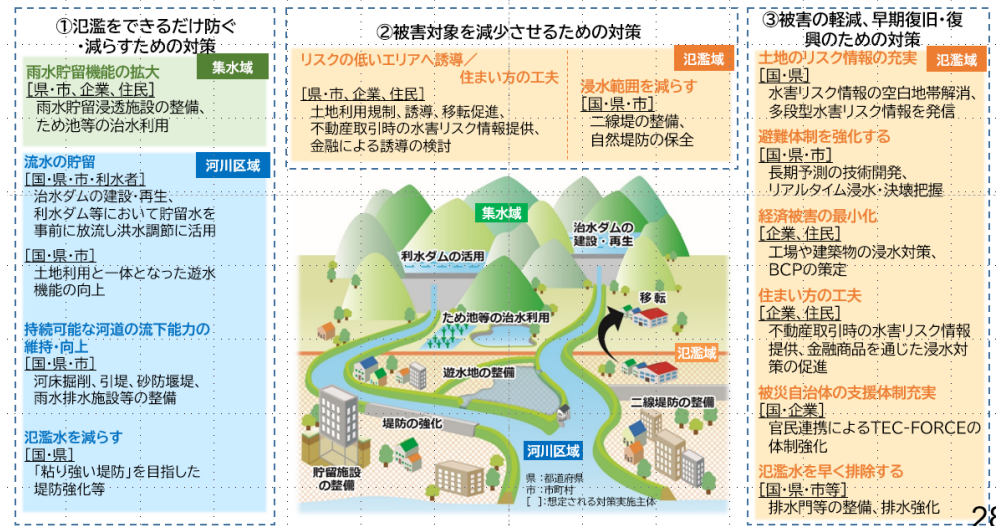 ①氾濫をできるだけ防ぐ
・減らすための対策
集水域
雨水貯留機能の拡大
[県・市、企業、住民]
雨水貯留浸透施設の整備、
ため池等の治水利用
河川区域
流水の貯留
[国・県・市・利水者]
治水ダムの建設・再生、
利水ダム等において貯留水を
事前に放流し洪水調節に活用
[国・県・市]
土地利用と一体となった遊水
機能の向上
持続可能な河道の流下能力の
維持・向上
[国・県・市]
河床掘削、引堤、砂防堰堤、
雨水排水施設等の整備
氾濫水を減らす
[国・県]
「粘り強い堤防」を目指した
堤防強化等
②被害対象を減少させるための対策
氾濫域
リスクの低いエリアへ誘導／
住まい方の工夫
[県・市、企業、住民]
土地利用規制、誘導、移転促進、
不動産取引時の水害リスク情報提供、
金融による誘導の検討
浸水範囲を減らす
[国・県・市]
二線堤の整備、
自然堤防の保全
集水域
治水ダムの
建設・再生
利水ダムの活用
移転
ため池等の治水利用
氾濫域
遊水地の整備
二線堤防の整備
堤防の強化
河川区域
貯留施設
の整備
県：都道府県
市：市町村
[ ]:想定される対策実施主体
③被害の軽減、早期復旧・復
興のための対策
氾濫域
土地のリスク情報の充実
[国・県]
水害リスク情報の空白地帯解消、
多段型水害リスク情報を発信
避難体制を強化する
[国・県・市]
長期予測の技術開発、
リアルタイム浸水・決壊把握
経済被害の最小化
[企業、住民]
工場や建築物の浸水対策、
BCPの策定
住まい方の工夫
[企業、住民]
不動産取引時の水害リスク情報
提供、金融商品を通じた浸水対
策の促進
被災自治体の支援体制充実
[国・企業]
官民連携によるTEC-FORCEの
体制強化
氾濫水を早く排除する
[国・県・市等]
排水門等の整備、排水強化
28